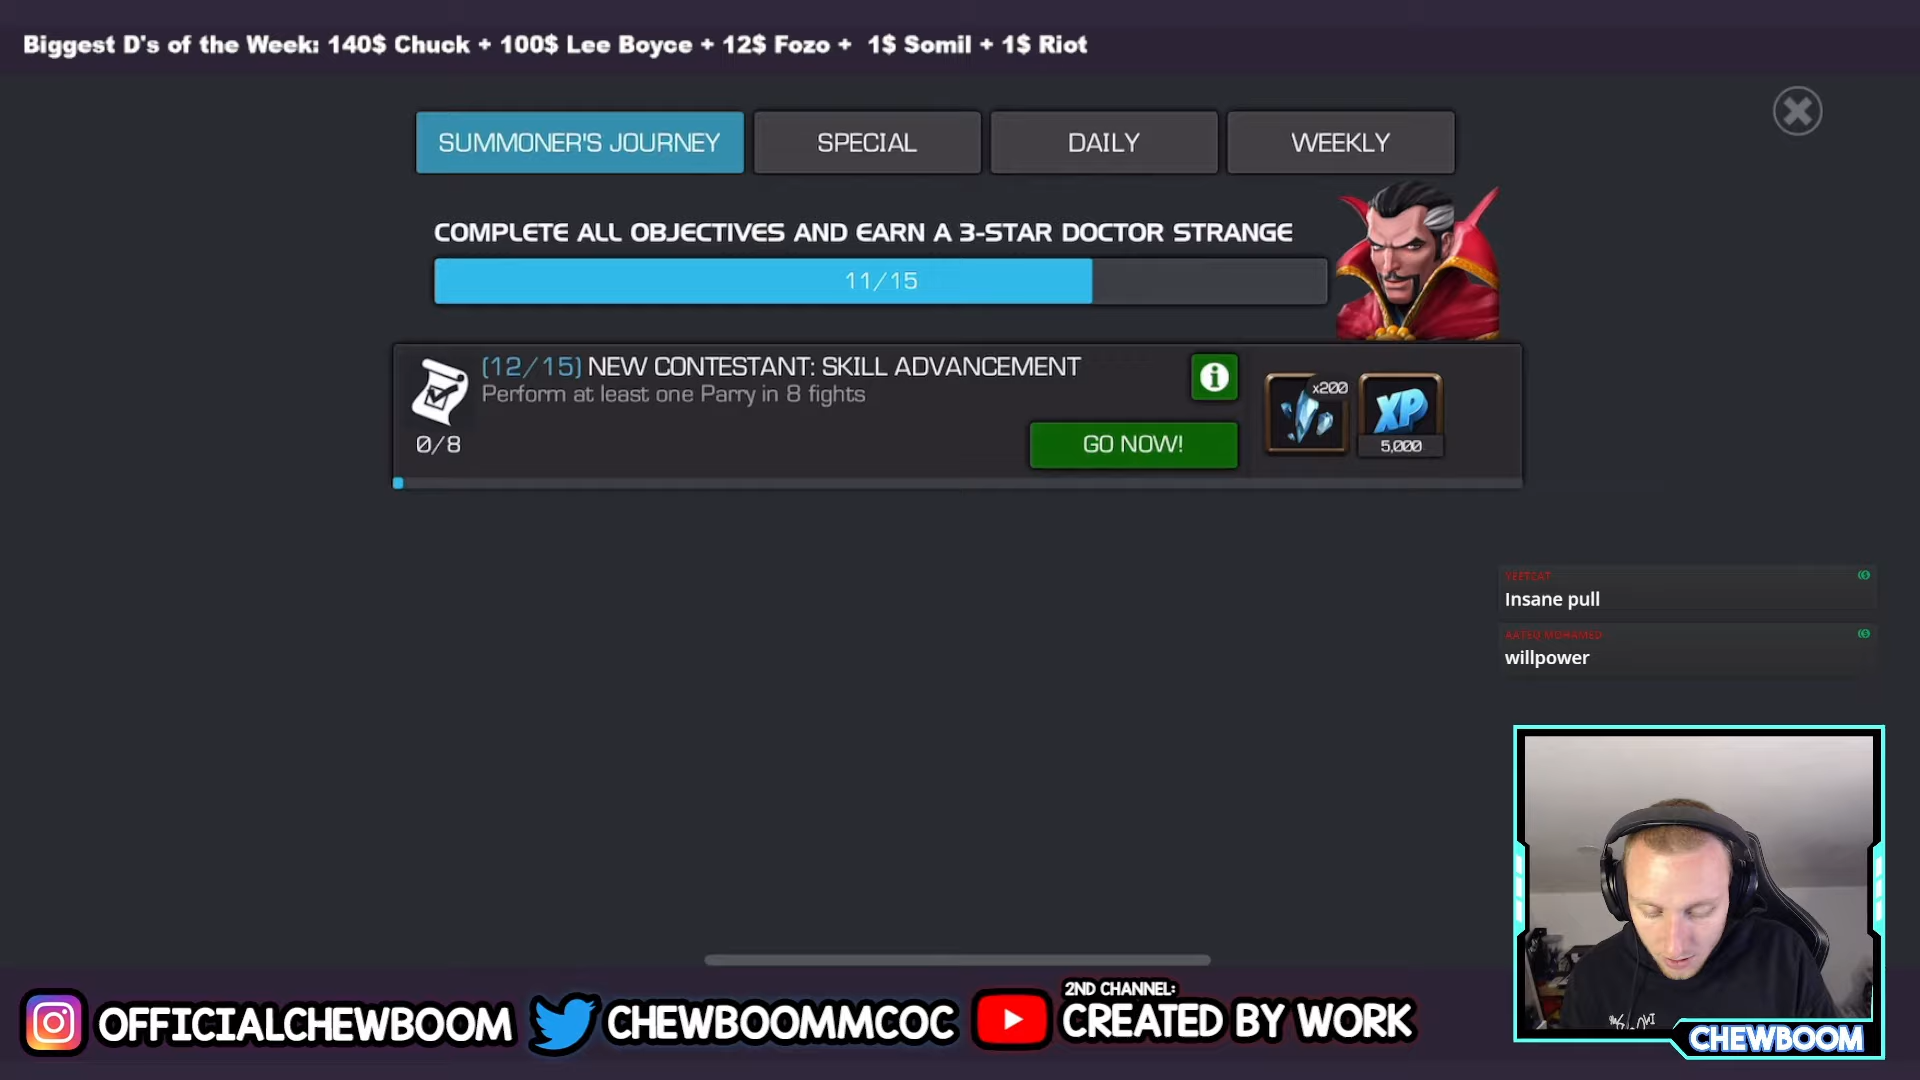 Biggest D's of the Week: 140$ Chuck + 100$ Lee Boyce + 12$ Fozo + 1$ Somil + 1$ Riot
SUMMONER'S JOURNEY
SPECIAL
DAILY
WEEKLY
COMPLETE ALL OBJECTIVES AND EARN A 3-STAR DOCTOR STRANGE
11/15
(12/15) NEW CONTESTANT: SKILL ADVANCEMENT
Perform at least one Parry in 8 fights
0/8
GO NOW!
x200
XP
5,000
YEETCAT
Insane pull
AATEQ MOHAMED
willpower
OFFICIALCHEWBOOM
CHEWBOOMMCOC
2ND CHANNEL:
CREATED BY WORK
CHEWBOOM